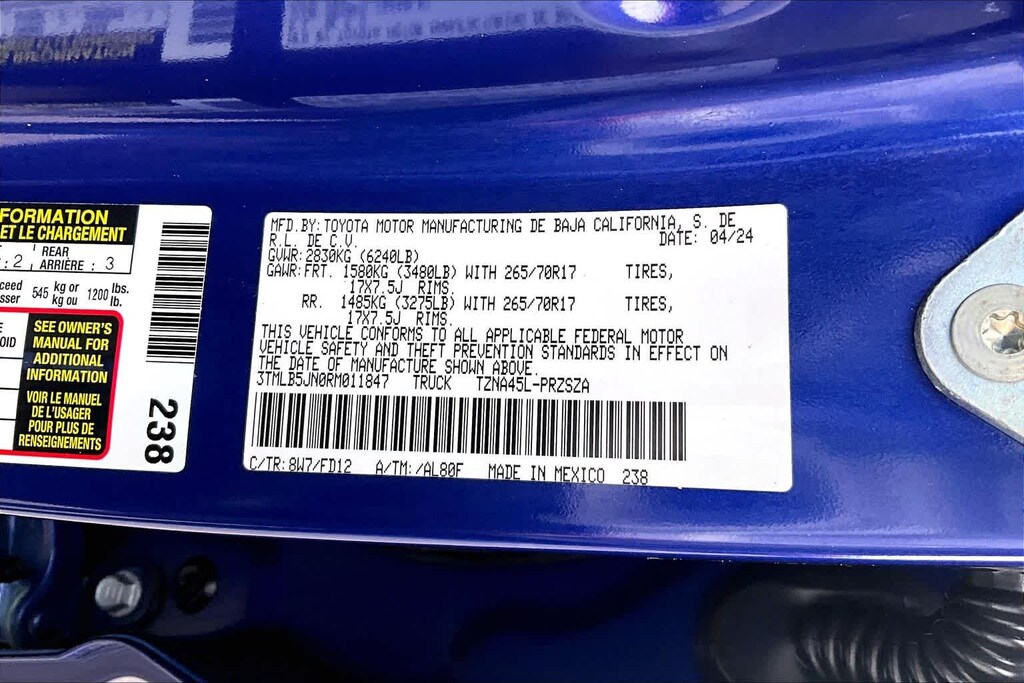 FORMATION
ET LE CHARGEMENT
: 2 REAR ARRIÈRE : 3
xceed
sser 545 kg or kg ou 1200 lbs. lb.
SEE OWNER'S
MANUAL FOR
ADDITIONAL
INFORMATION
VOIR LE MANUEL
DE L'USAGER
POUR PLUS DE
RENSEIGNEMENTS
238
MFD.BY:TOYOTA MOTOR MANUFACTURING DE BAJA CALIFORNIA, S. DE
R.L. DE C.V. DATE: 04/24
GVWR:2830KG (6240LB)
GAWR:FRT. 1580KG (3480LB) WITH 265/70R17 TIRES,
17X7.5J RIMS.
RR. 1485KG (3275LB) WITH 265/70R17 TIRES,
17X7.5J RIMS.
THIS VEHICLE CONFORMS TO ALL APPLICABLE FEDERAL MOTOR
VEHICLE SAFETY AND THEFT PREVENTION STANDARDS IN EFFECT ON
THE DATE OF MANUFACTURE SHOWN ABOVE.
3TMLB5JN0RM011847 TRUCK TZNA45L-PRZSZA
C/TR:8W7/FD12 A/TM:/AL80F MADE IN MEXICO 238